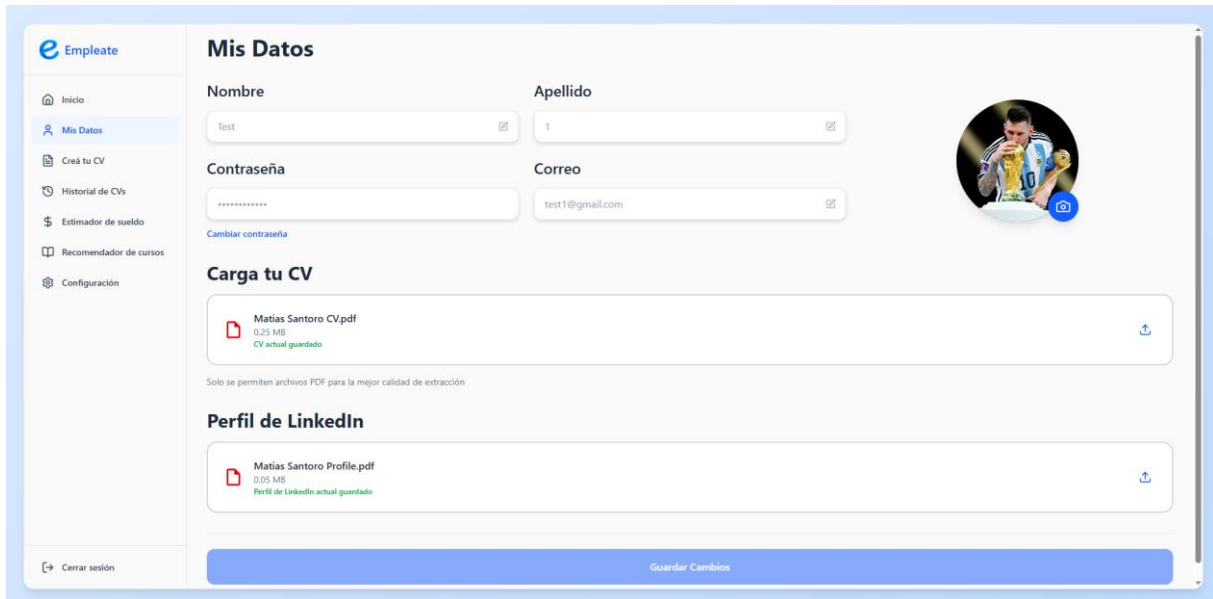 Empleate
Inicio
Mis Datos
Creá tu CV
Historial de CVs
Estimador de sueldo
Recomendador de cursos
Configuración
Cerrar sesión
Mis Datos
Nombre
Apellido
Test
1
Contraseña
Correo
************
test1@gmail.com
Cambiar contraseña
10
Carga tu CV
Matias Santoro CV.pdf
0.25 MB
CV actual guardado
Solo se permiten archivos PDF para la mejor calidad de extracción
Perfil de LinkedIn
Matias Santoro Profile.pdf
0.05 MB
Perfil de LinkedIn actual guardado
Guardar Cambios